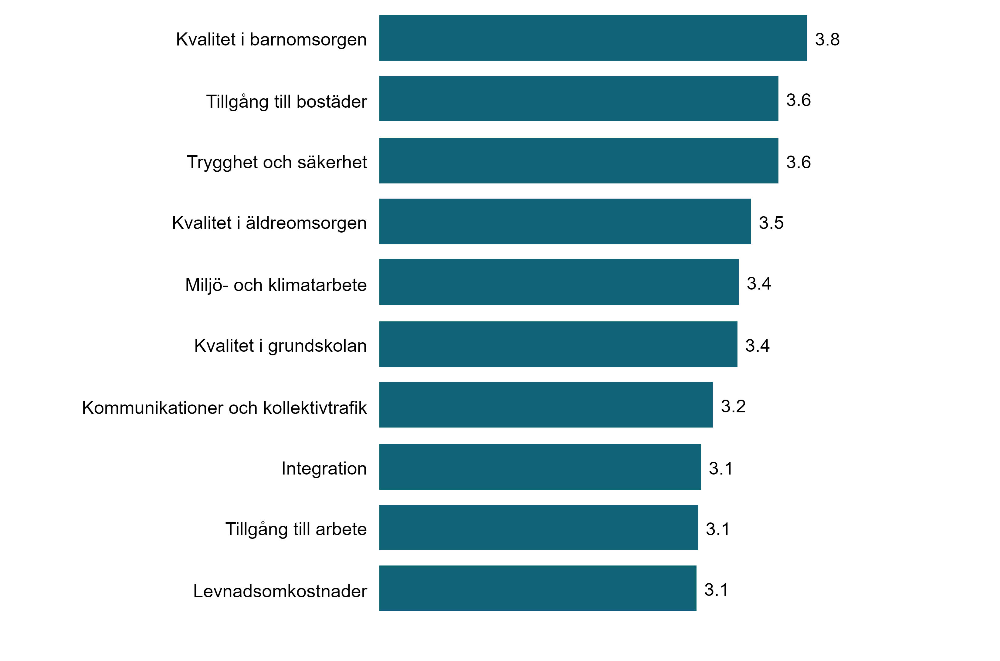 Kvalitet i barnomsorgen 3.8
Tillgång till bostäder 3.6
Trygghet och säkerhet 3.6
Kvalitet i äldreomsorgen 3.5
Miljö- och klimatarbete 3.4
Kvalitet i grundskolan 3.4
Kommunikationer och kollektivtrafik 3.2
Integration 3.1
Tillgång till arbete 3.1
Levnadsomkostnader 3.1